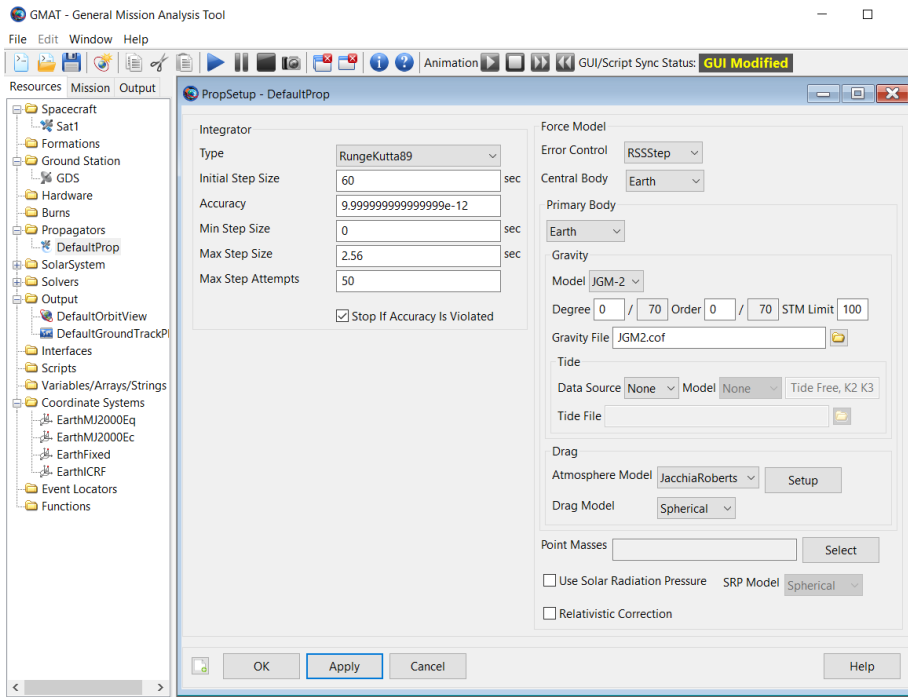 GMAT - General Mission Analysis Tool
File Edit Window Help
Animation GUI/Script Sync Status: GUI Modified
Resources Mission Output
Spacecraft
Sat1
Formations
Ground Station
GDS
Hardware
Burns
Propagators
DefaultProp
SolarSystem
Solvers
Output
DefaultOrbitView
DefaultGroundTrackPl
Interfaces
Scripts
Variables/Arrays/Strings
Coordinate Systems
EarthMJ2000Eq
EarthMJ2000Ec
EarthFixed
EarthICRF
Event Locators
Functions
PropSetup - DefaultProp
Integrator
Type RungeKutta89
Initial Step Size 60 sec
Accuracy 9.999999999999999e-12
Min Step Size 0 sec
Max Step Size 2.56 sec
Max Step Attempts 50
Stop If Accuracy Is Violated
Force Model
Error Control RSSStep
Central Body Earth
Primary Body
Earth
Gravity
Model JGM-2
Degree 0 / 70 Order 0 / 70 STM Limit 100
Gravity File JGM2.cof
Tide
Data Source None Model None Tide Free, K2 K3
Tide File
Drag
Atmosphere Model JacchiaRoberts Setup
Drag Model Spherical
Point Masses Select
Use Solar Radiation Pressure SRP Model Spherical
Relativistic Correction
OK Apply Cancel Help